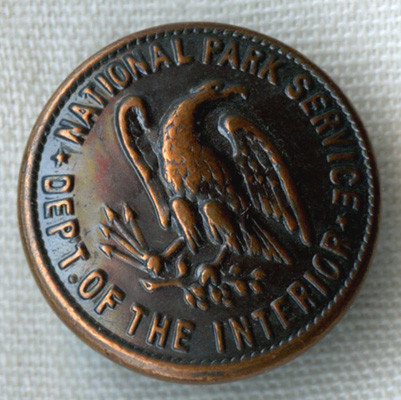 NATIONAL PARK SERVICE
DEPT. OF THE INTERIOR